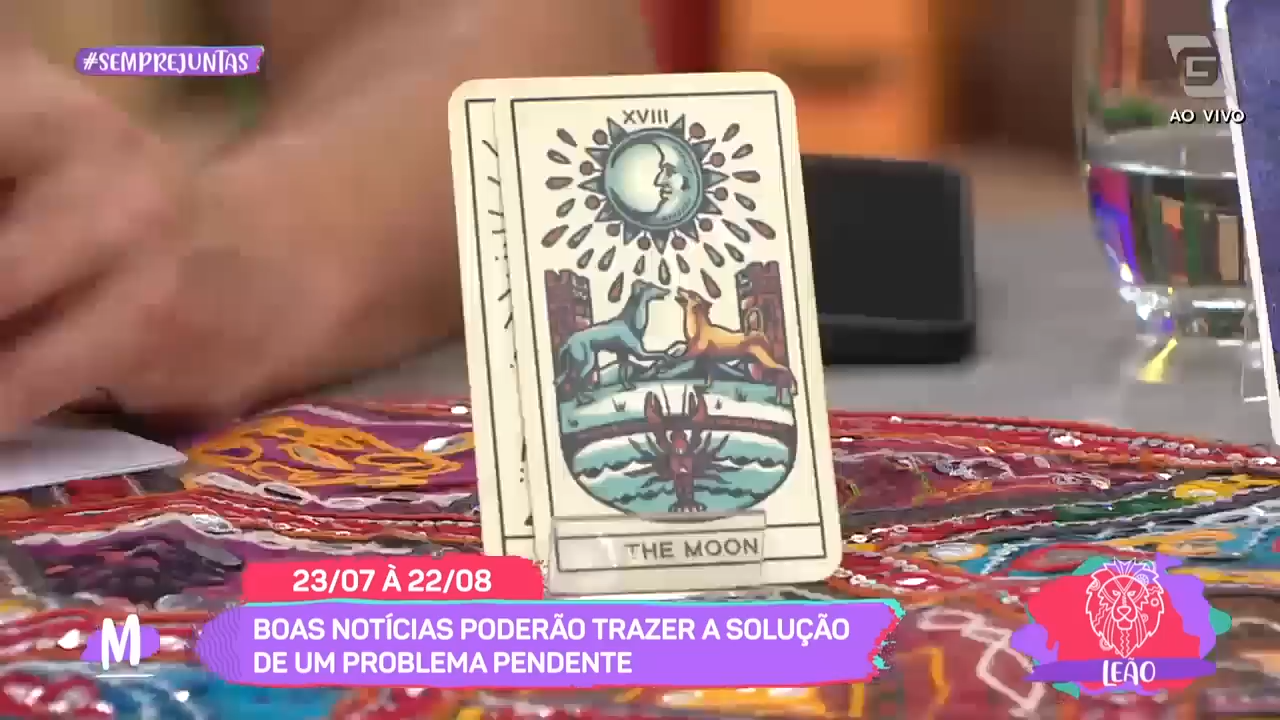 #SEMPREJUNTAS
G
AO VIVO
XVIII
THE MOON
23/07 À 22/08
BOAS NOTÍCIAS PODERÃO TRAZER A SOLUÇÃO
DE UM PROBLEMA PENDENTE
M
LEÃO